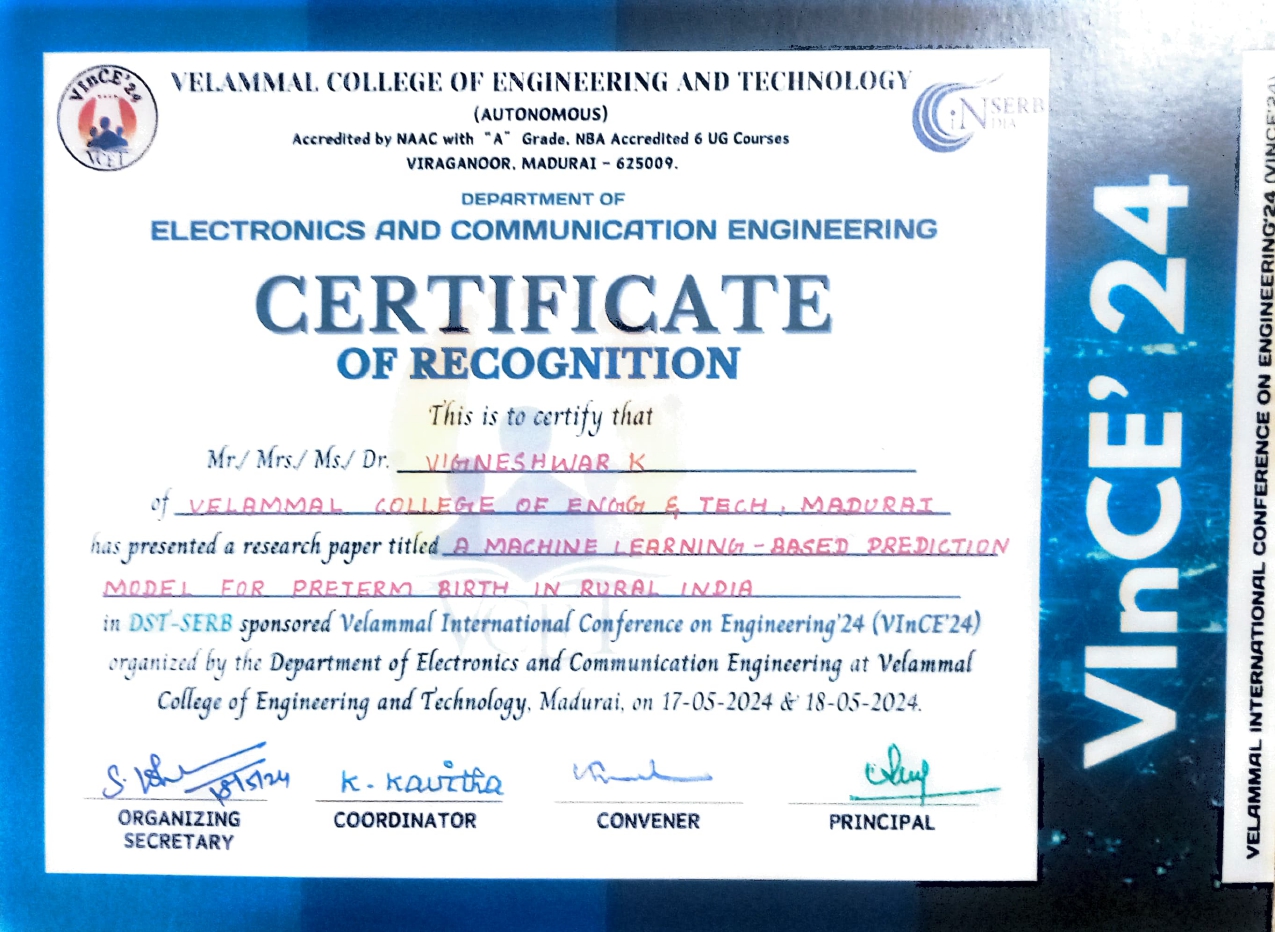 VInCE'24
VCET
VELAMMAL COLLEGE OF ENGINEERING AND TECHNOLOGY
(AUTONOMOUS)
Accredited by NAAC with "A" Grade, NBA Accredited 6 UG Courses
VIRAGANOOR, MADURAI - 625009.
SERB
INDIA
DEPARTMENT OF
ELECTRONICS AND COMMUNICATION ENGINEERING
CERTIFICATE
OF RECOGNITION
This is to certify that
Mr./ Mrs./ Ms./ Dr. VIGNESHWAR K
of VELAMMAL COLLEGE OF ENGG & TECH, MADURAI
has presented a research paper titled A MACHINE LEARNING-BASED PREDICTION
MODEL FOR PRETERM BIRTH IN RURAL INDIA
in DST-SERB sponsored Velammal International Conference on Engineering'24 (VInCE'24)
organized by the Department of Electronics and Communication Engineering at Velammal
College of Engineering and Technology, Madurai, on 17-05-2024 & 18-05-2024.
VCET
18/5/24
K. Kavitha
ORGANIZING
SECRETARY
COORDINATOR
CONVENER
PRINCIPAL
VInCE'24
VELAMMAL INTERNATIONAL CONFERENCE ON ENGINEERING'24 (VINCE'24)